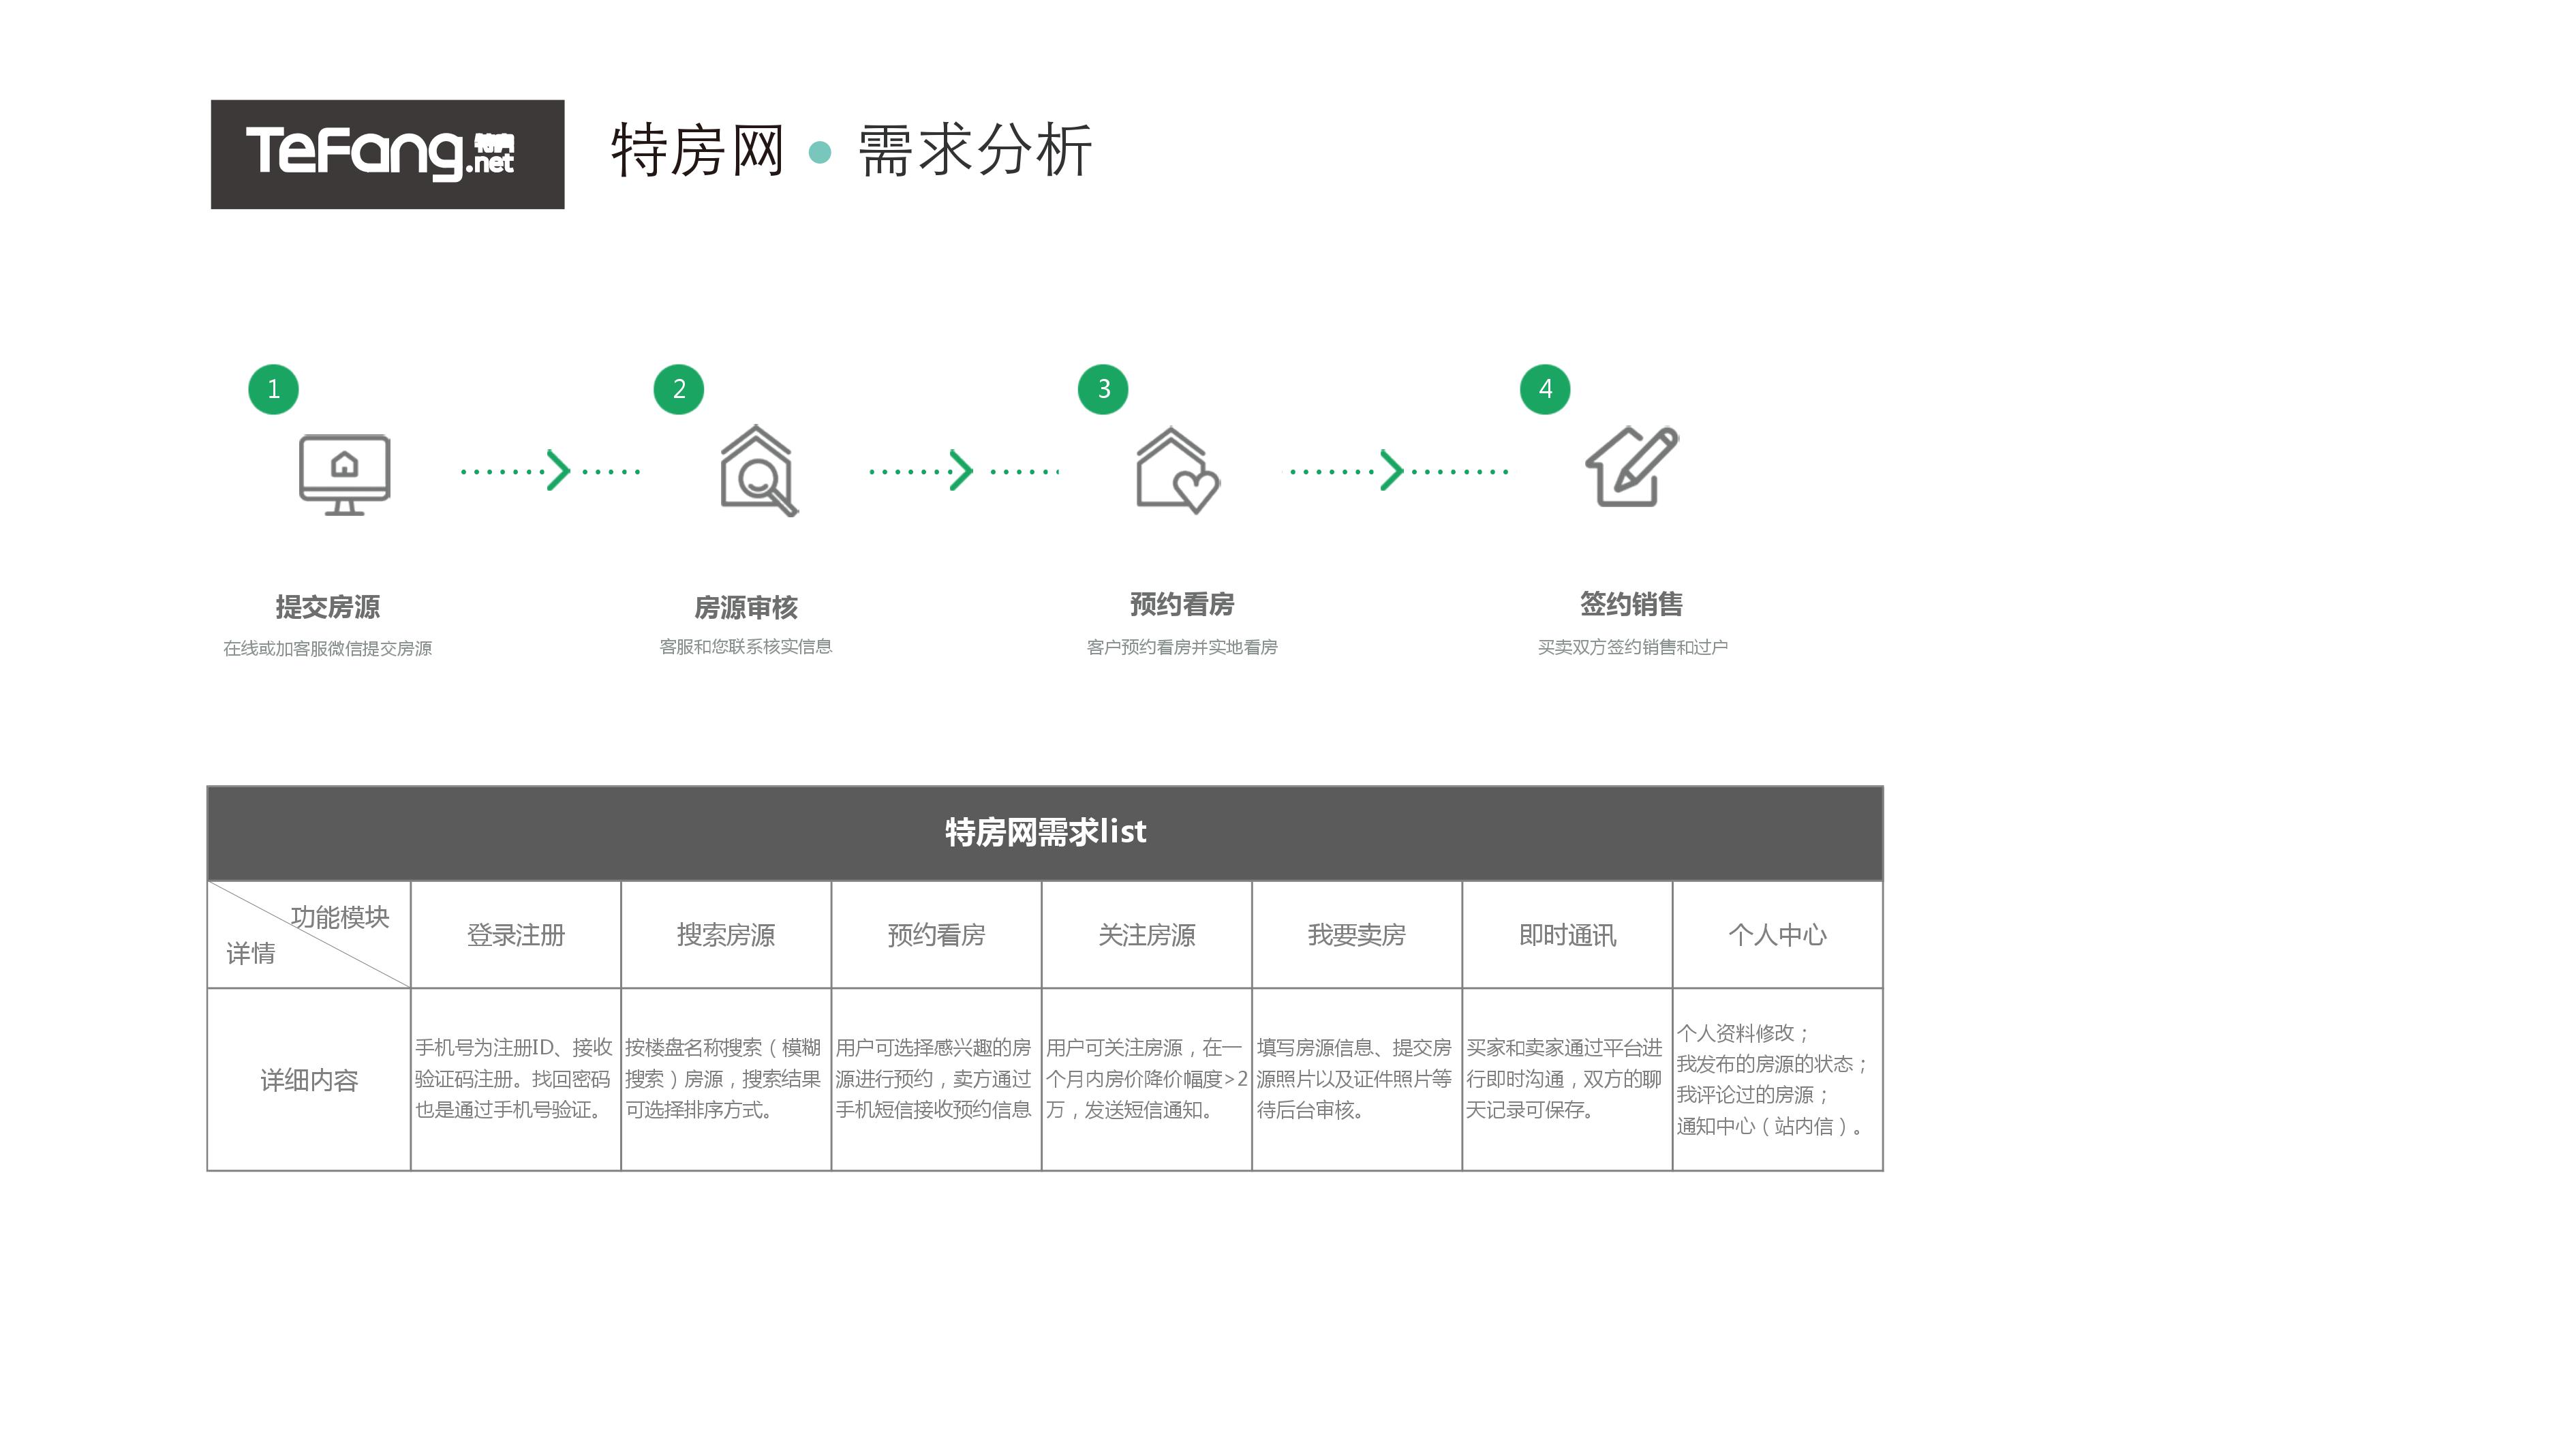 TeFang.net 特房
特房网•需求分析
1
2
3
4
提交房源
房源审核
预约看房
签约销售
在线或加客服微信提交房源
客服和您联系核实信息
客户预约看房并实地看房
买卖双方签约销售和过户
特房网需求list
功能模块
详情
登录注册
搜索房源
预约看房
关注房源
我要卖房
即时通讯
个人中心
详细内容
手机号为注册ID、接收
验证码注册。找回密码
也是通过手机号验证。
按楼盘名称搜索（模糊
搜索）房源，搜索结果
可选择排序方式。
用户可选择感兴趣的房
源进行预约，卖方通过
手机短信接收预约信息
用户可关注房源，在一
个月内房价降价幅度>2
万，发送短信通知。
填写房源信息、提交房
源照片以及证件照片等
待后台审核。
买家和卖家通过平台进
行即时沟通，双方的聊
天记录可保存。
个人资料修改；
我发布的房源的状态；
我评论过的房源；
通知中心（站内信）。